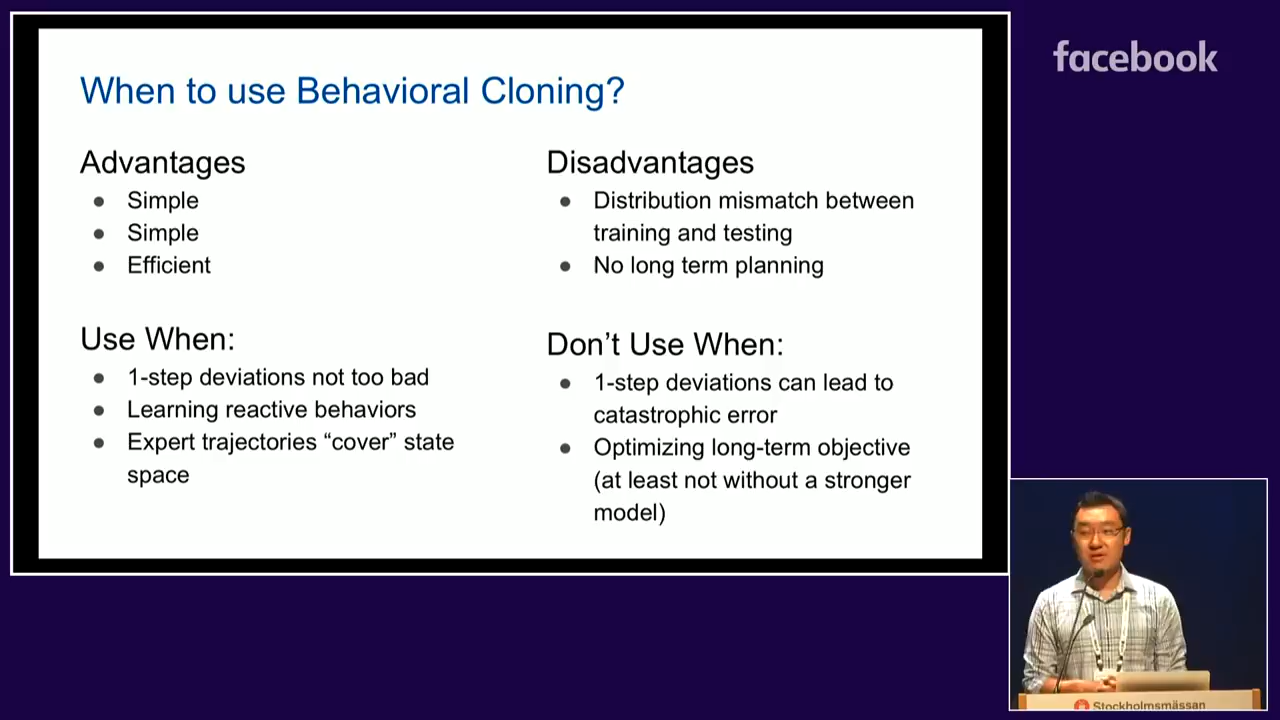 When to use Behavioral Cloning?
facebook
Advantages
● Simple
● Simple
● Efficient
Disadvantages
● Distribution mismatch between
training and testing
● No long term planning
Use When:
● 1-step deviations not too bad
● Learning reactive behaviors
● Expert trajectories “cover” state
space
Don’t Use When:
● 1-step deviations can lead to
catastrophic error
● Optimizing long-term objective
(at least not without a stronger
model)
Stockholmsmässan